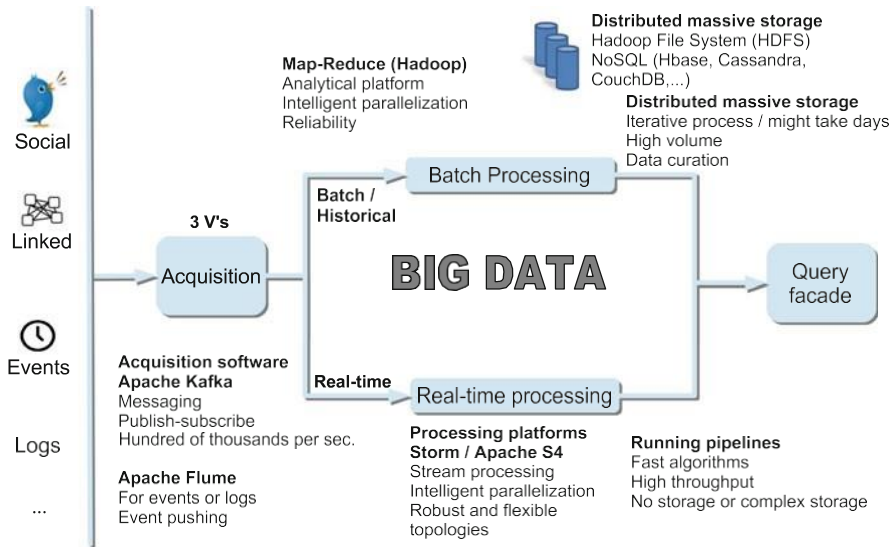 Social
Linked
Events
Logs
...
3 V's
Acquisition
Acquisition software
Apache Kafka
Messaging
Publish-subscribe
Hundred of thousands per sec.
Apache Flume
For events or logs
Event pushing
Map-Reduce (Hadoop)
Analytical platform
Intelligent parallelization
Reliability
Batch /
Historical
Batch Processing
Distributed massive storage
Hadoop File System (HDFS)
NoSQL (Hbase, Cassandra,
CouchDB,...)
Distributed massive storage
Iterative process / might take days
High volume
Data curation
BIG DATA
Query
facade
Real-time
Real-time processing
Processing platforms
Storm / Apache S4
Stream processing
Intelligent parallelization
Robust and flexible
topologies
Running pipelines
Fast algorithms
High throughput
No storage or complex storage